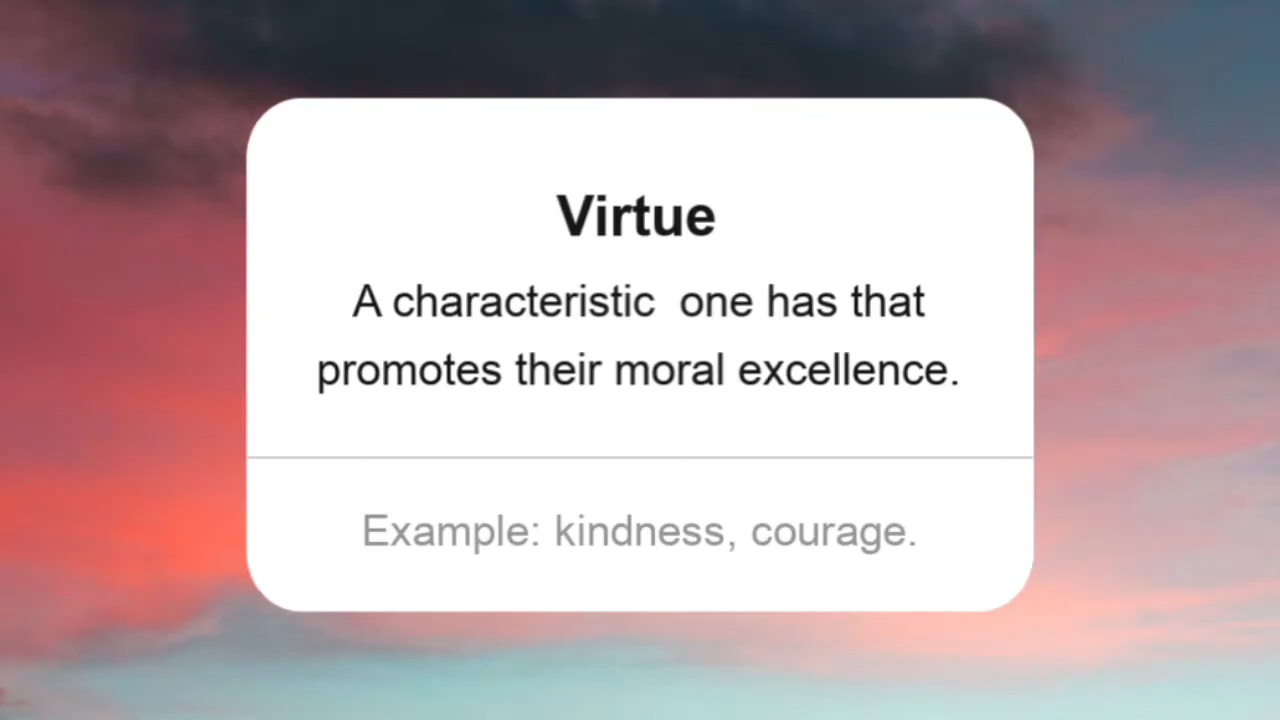 Virtue
A characteristic  one has that
promotes their moral excellence.
Example: kindness, courage.